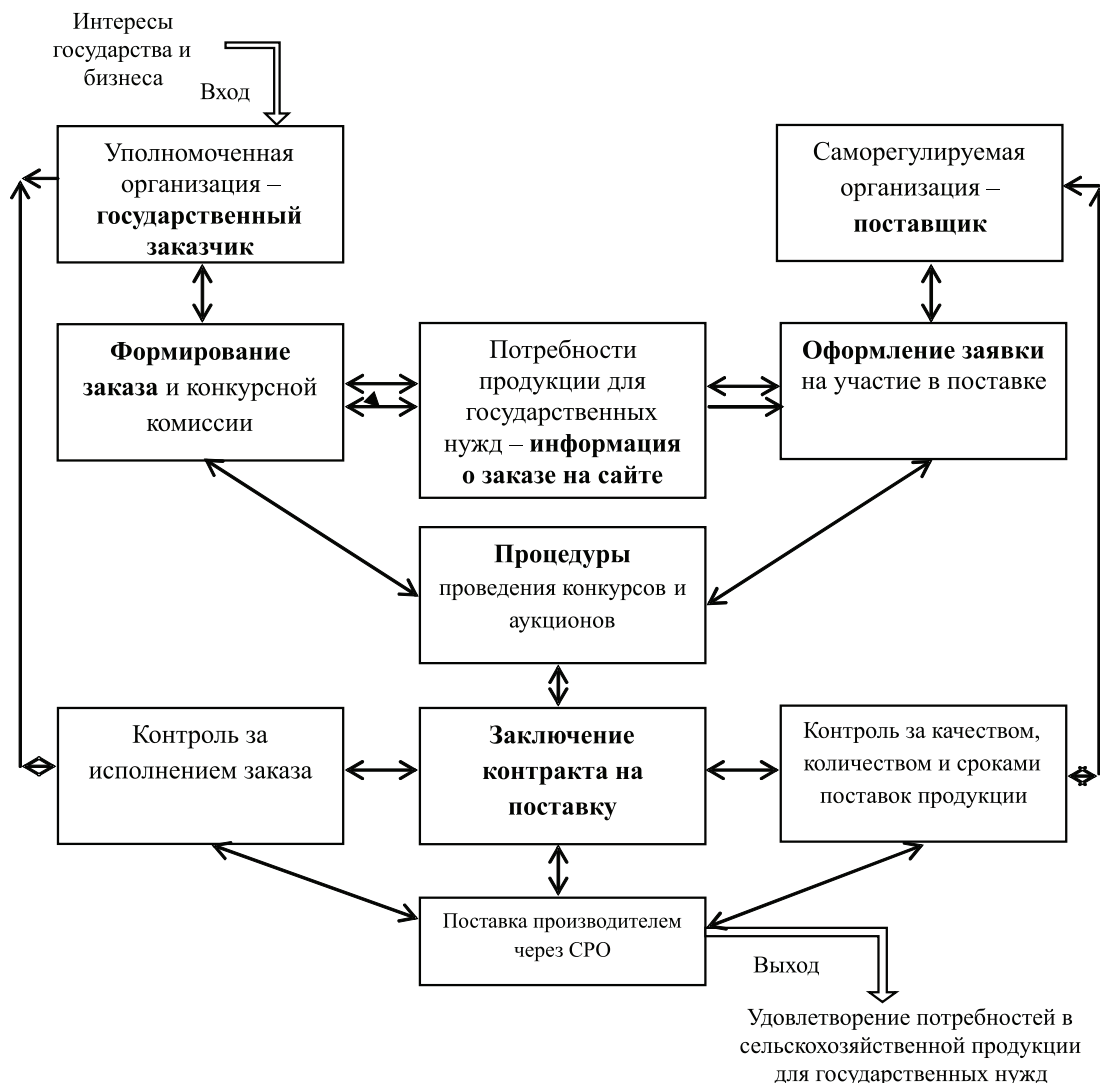 Интересы
государства и
бизнеса
Вход
Уполномоченная
организация –
государственный
заказчик
Саморегулируемая
организация –
поставщик
Формирование
заказа и конкурсной
комиссии
Потребности
продукции для
государственных
нужд – информация
о заказе на сайте
Оформление заявки
на участие в поставке
Процедуры
проведения конкурсов и
аукционов
Контроль за
исполнением заказа
Заключение
контракта на
поставку
Контроль за качеством,
количеством и сроками
поставок продукции
Поставка производителем
через СРО
Выход
Удовлетворение потребностей в
сельскохозяйственной продукции
для государственных нужд